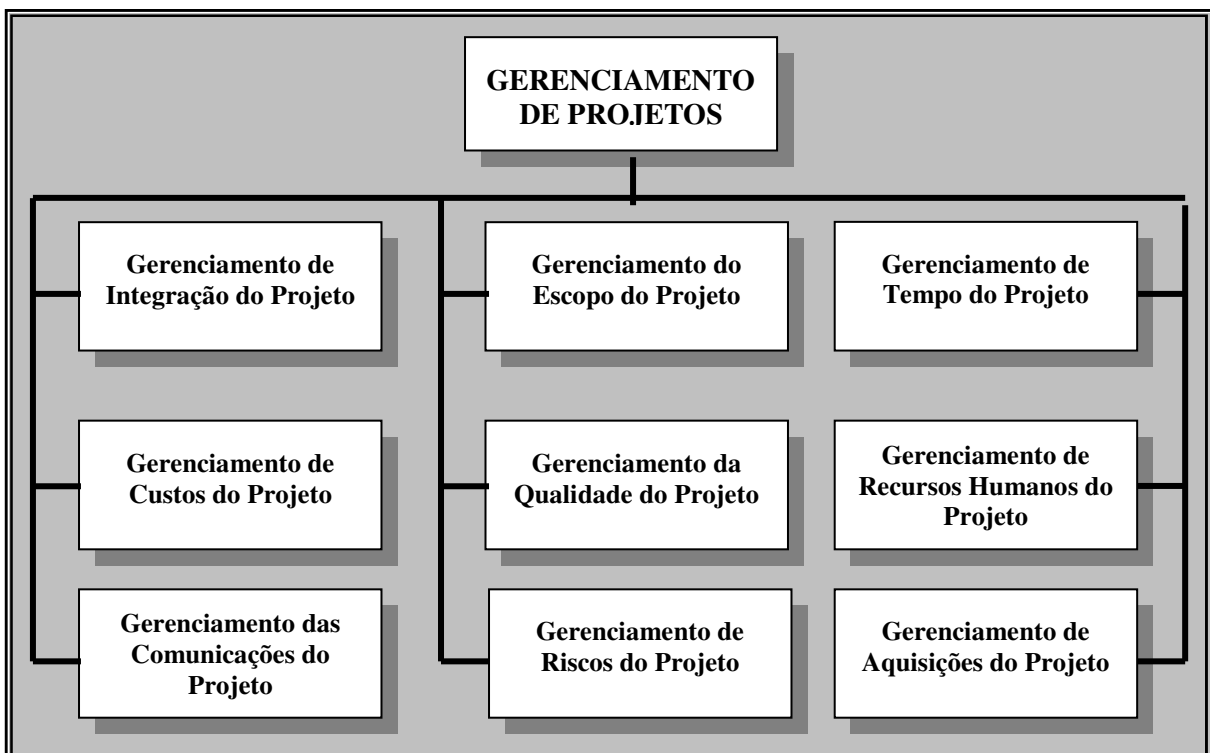 GERENCIAMENTO
DE PROJETOS
Gerenciamento de
Integração do Projeto
Gerenciamento do
Escopo do Projeto
Gerenciamento de
Tempo do Projeto
Gerenciamento de
Custos do Projeto
Gerenciamento da
Qualidade do Projeto
Gerenciamento de
Recursos Humanos do
Projeto
Gerenciamento das
Comunicações do
Projeto
Gerenciamento de
Riscos do Projeto
Gerenciamento de
Aquisições do Projeto